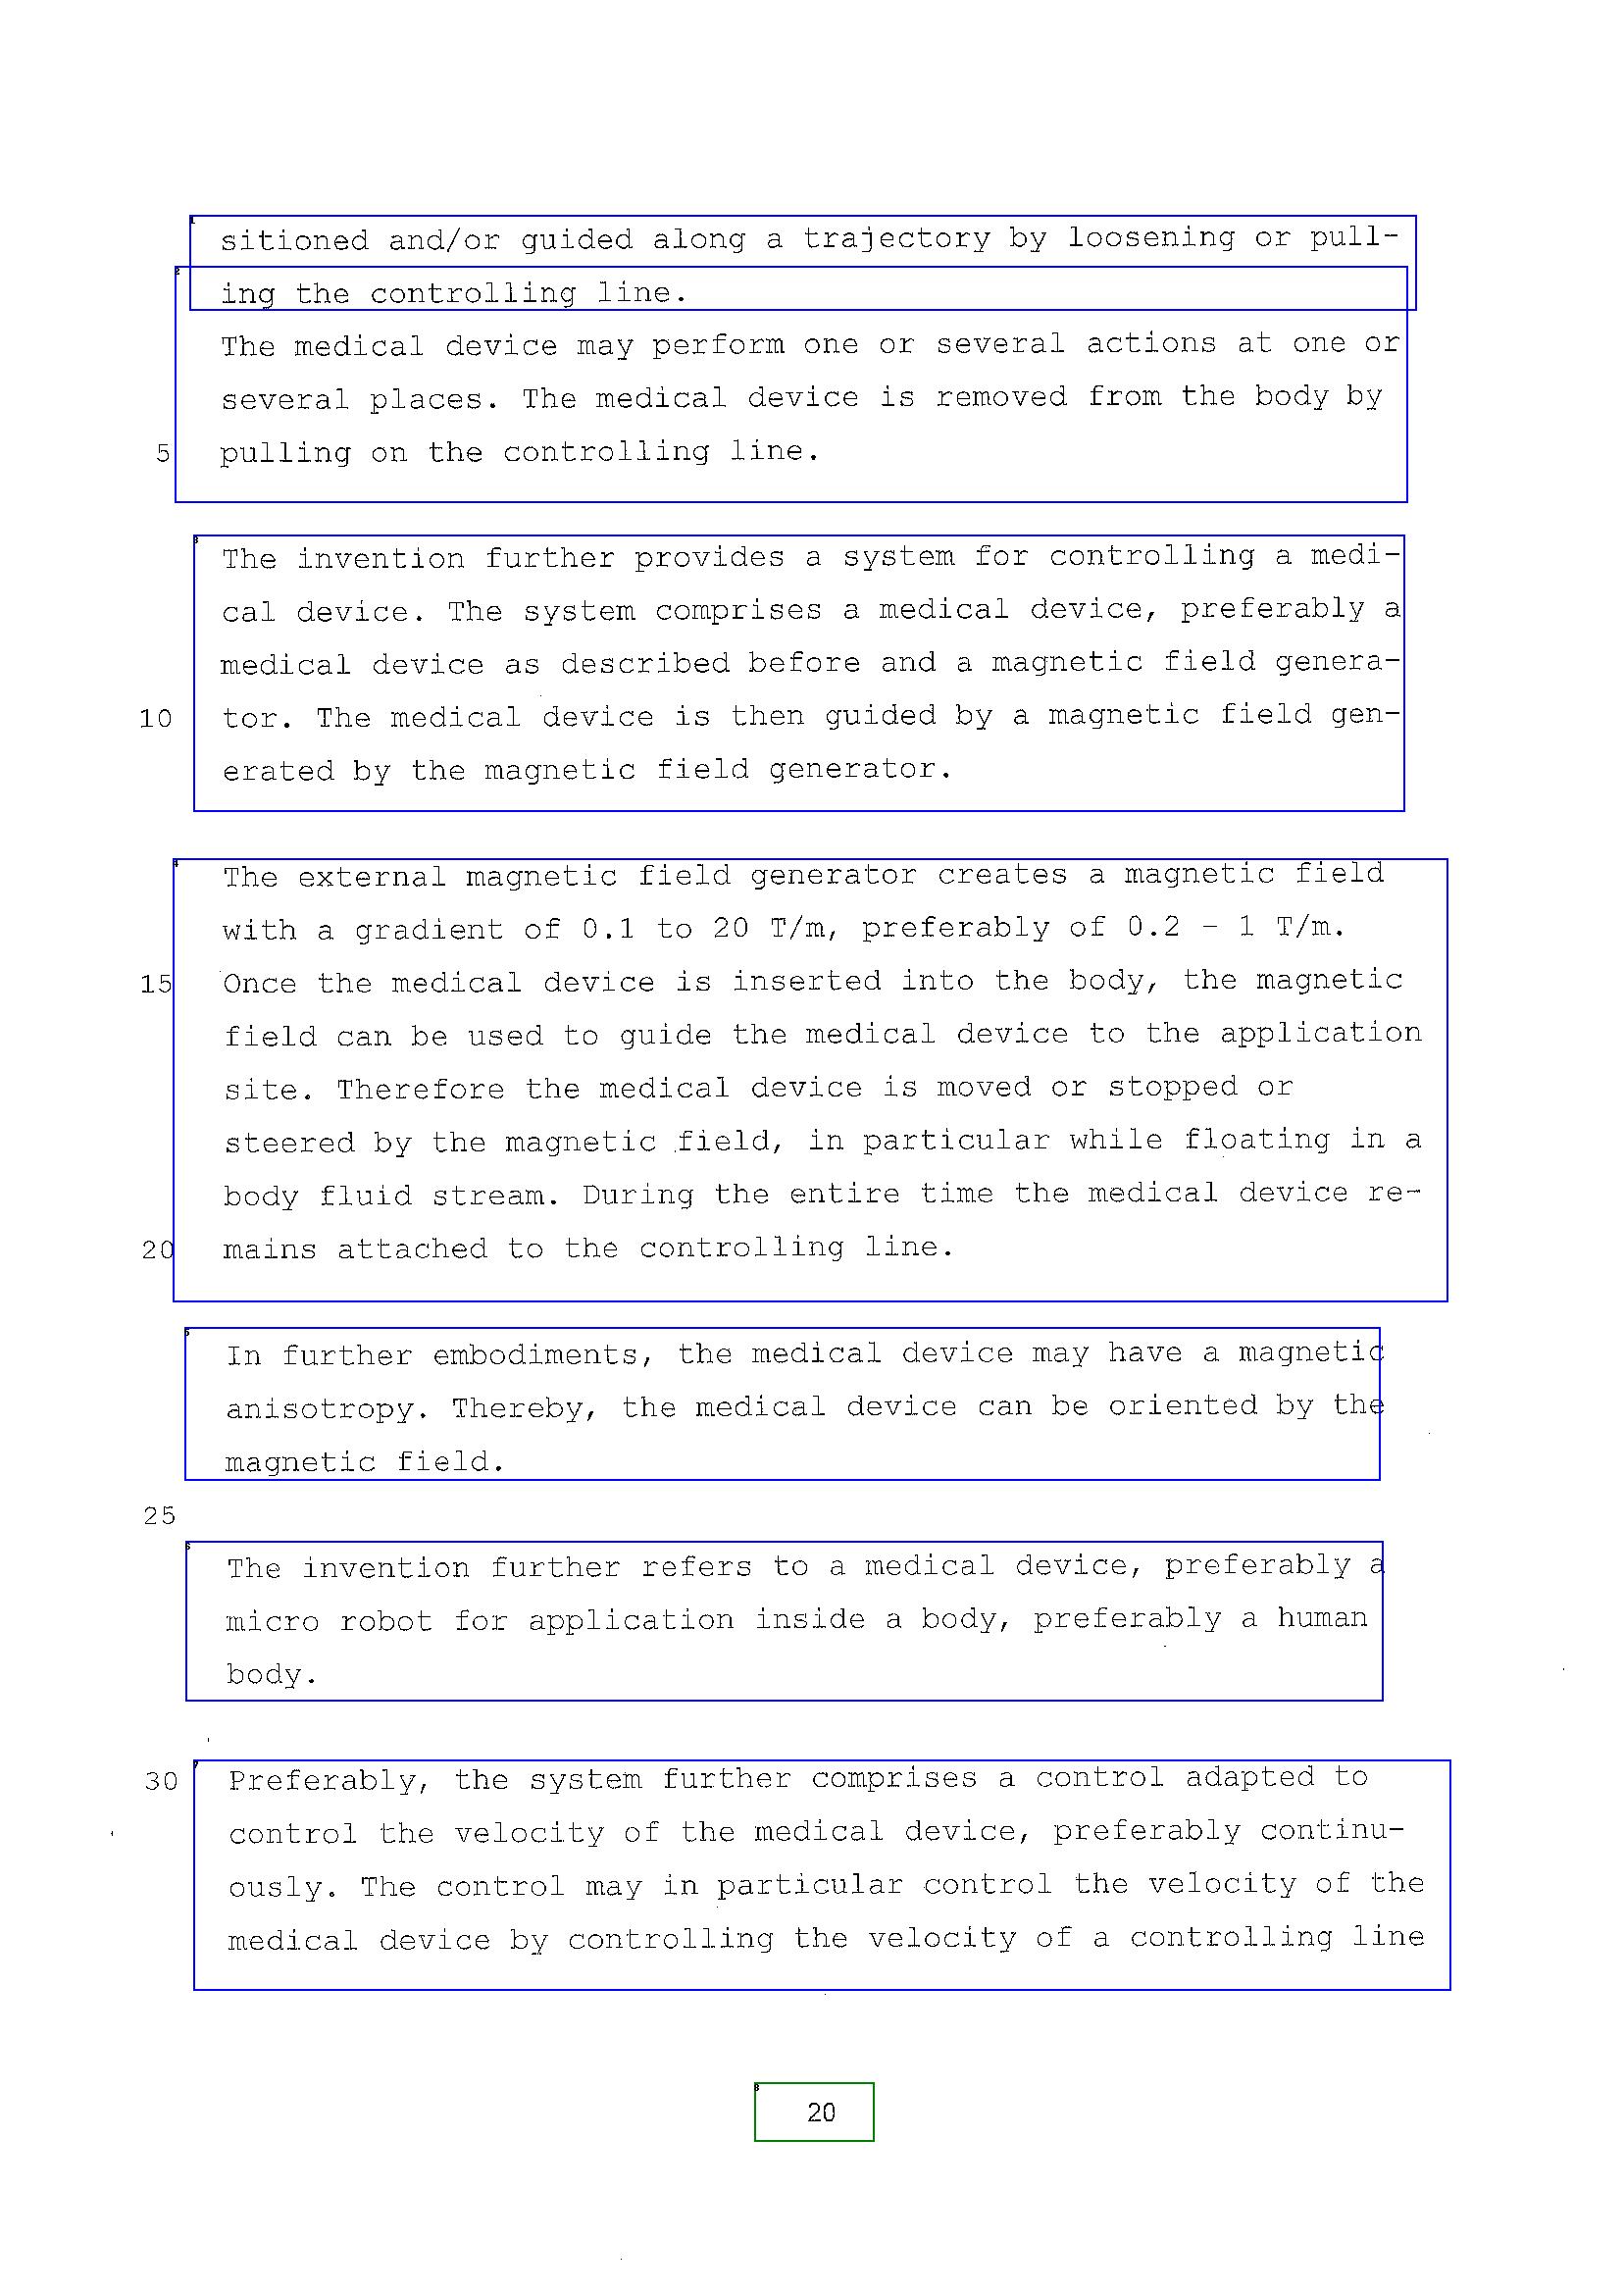 sitioned and/or guided along a trajectory by loosening or pull-
ing the controlling line.
The medical device may perform one or several actions at one or
several places. The medical device is removed from the body by
5 pulling on the controlling line.
The invention further provides a system for controlling a medi-
cal device. The system comprises a medical device, preferably a
medical device as described before and a magnetic field genera-
10 tor. The medical device is then guided by a magnetic field gen-
erated by the magnetic field generator.
The external magnetic field generator creates a magnetic field
with a gradient of 0.1 to 20 T/m, preferably of 0.2 - 1 T/m.
15 Once the medical device is inserted into the body, the magnetic
field can be used to guide the medical device to the application
site. Therefore the medical device is moved or stopped or
steered by the magnetic field, in particular while floating in a
body fluid stream. During the entire time the medical device re-
20 mains attached to the controlling line.
In further embodiments, the medical device may have a magnetic
anisotropy. Thereby, the medical device can be oriented by the
magnetic field.
25
The invention further refers to a medical device, preferably a
micro robot for application inside a body, preferably a human
body.
30 Preferably, the system further comprises a control adapted to
control the velocity of the medical device, preferably continu-
ously. The control may in particular control the velocity of the
medical device by controlling the velocity of a controlling line
20